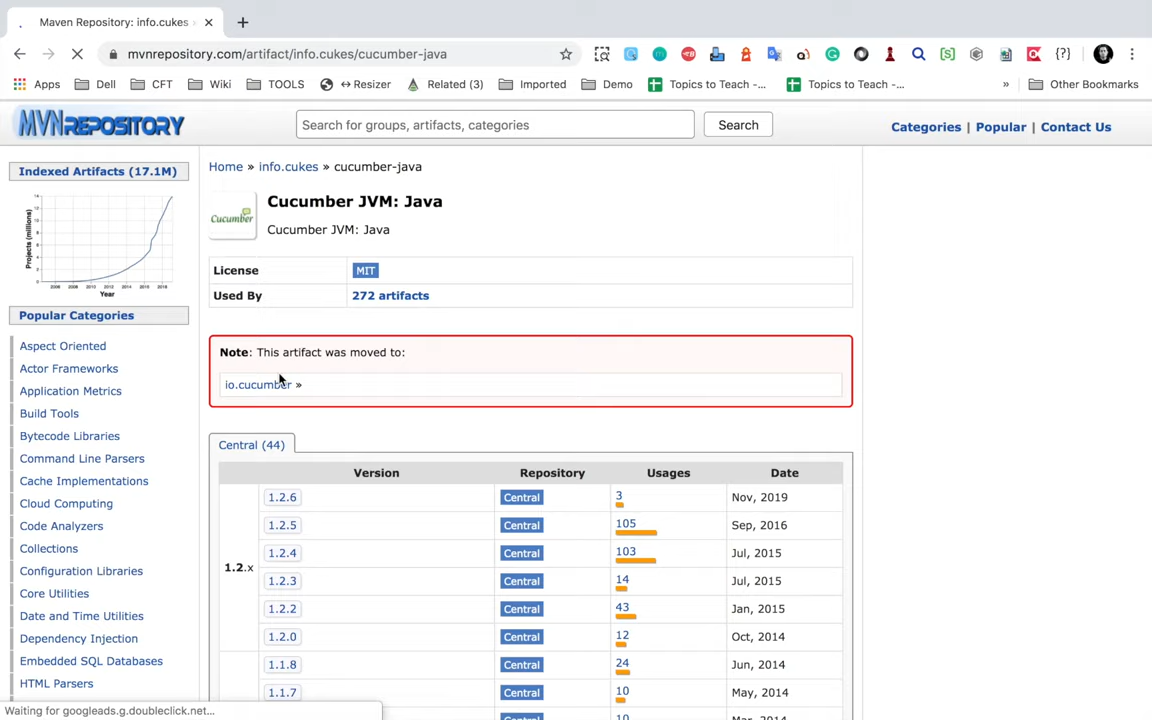 Maven Repository: info.cukes
mvnrepository.com/artifact/info.cukes/cucumber-java
Apps Dell CFT Wiki TOOLS ↔ Resizer Related (3) Imported Demo Topics to Teach -... Topics to Teach -... » Other Bookmarks
MVNREPOSITORY
Search for groups, artifacts, categories
Search
Categories | Popular | Contact Us
Indexed Artifacts (17.1M)
Projects (millions)
Year
Popular Categories
Aspect Oriented
Actor Frameworks
Application Metrics
Build Tools
Bytecode Libraries
Command Line Parsers
Cache Implementations
Cloud Computing
Code Analyzers
Collections
Configuration Libraries
Core Utilities
Date and Time Utilities
Dependency Injection
Embedded SQL Databases
HTML Parsers
Home » info.cukes » cucumber-java
Cucumber
Cucumber JVM: Java
Cucumber JVM: Java
License MIT
Used By 272 artifacts
Note: This artifact was moved to:
io.cucumber »
Central (44)
Version Repository Usages Date
1.2.6 Central 3 Nov, 2019
1.2.5 Central 105 Sep, 2016
1.2.4 Central 103 Jul, 2015
1.2.x
1.2.3 Central 14 Jul, 2015
1.2.2 Central 43 Jan, 2015
1.2.0 Central 12 Oct, 2014
1.1.8 Central 24 Jun, 2014
1.1.7 Central 10 May, 2014
Waiting for googleads.g.doubleclick.net...